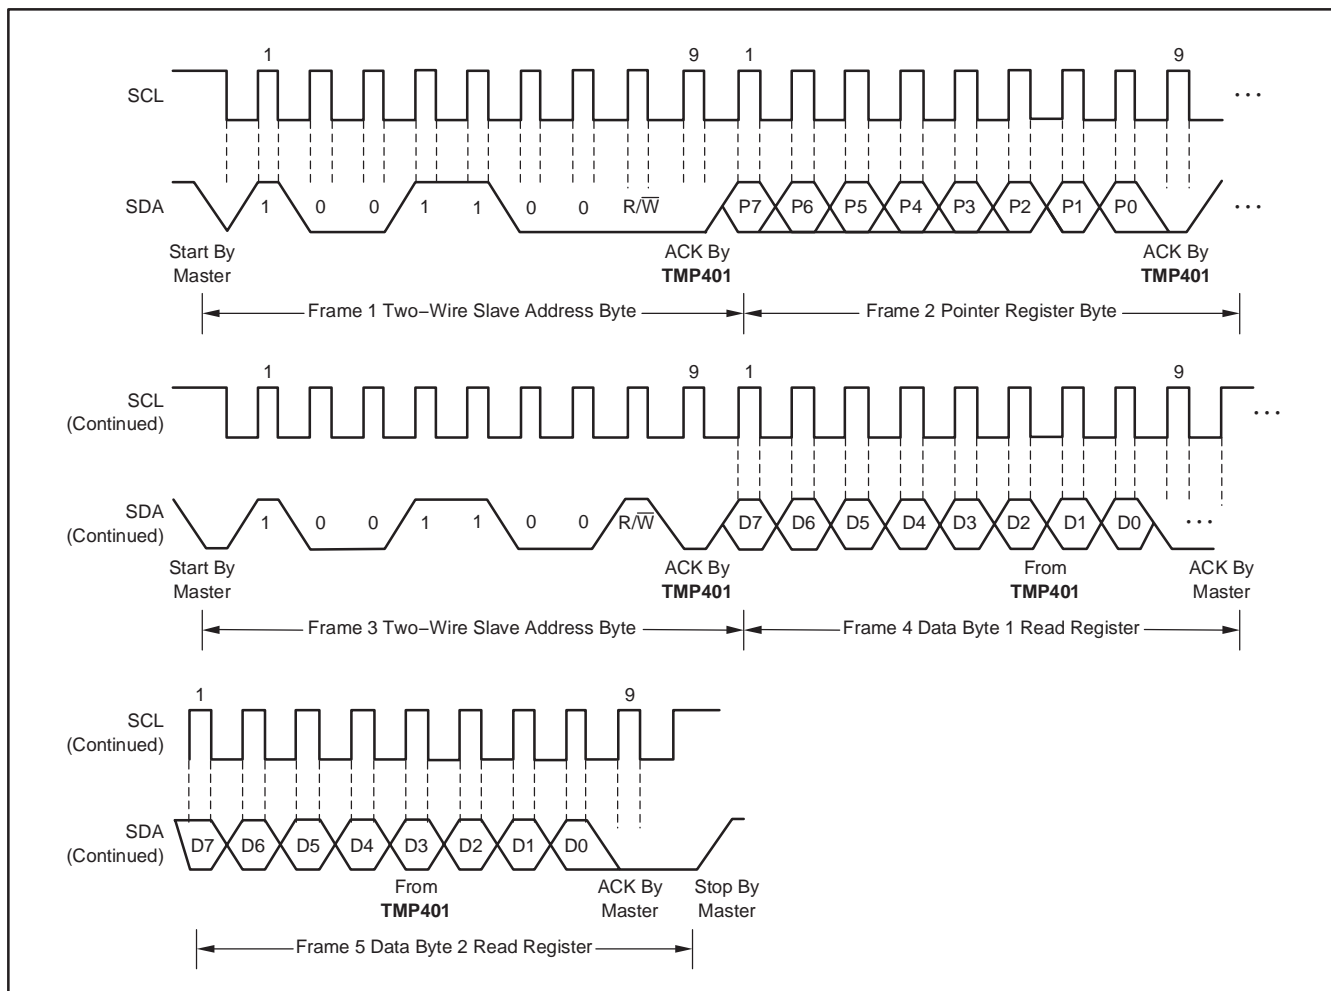 1 9 1 9
SCL ...
SDA 1 0 0 1 1 0 0 R/W̅ P7 P6 P5 P4 P3 P2 P1 P0 ...
Start By Master
ACK By TMP401
ACK By TMP401
Frame 1 Two−Wire Slave Address Byte
Frame 2 Pointer Register Byte
1 9 1 9
SCL (Continued) ...
SDA (Continued) 1 0 0 1 1 0 0 R/W̅ D7 D6 D5 D4 D3 D2 D1 D0 ...
Start By Master
ACK By TMP401
From TMP401
ACK By Master
Frame 3 Two−Wire Slave Address Byte
Frame 4 Data Byte 1 Read Register
1 9
SCL (Continued)
SDA (Continued) D7 D6 D5 D4 D3 D2 D1 D0
From TMP401
ACK By Master
Stop By Master
Frame 5 Data Byte 2 Read Register